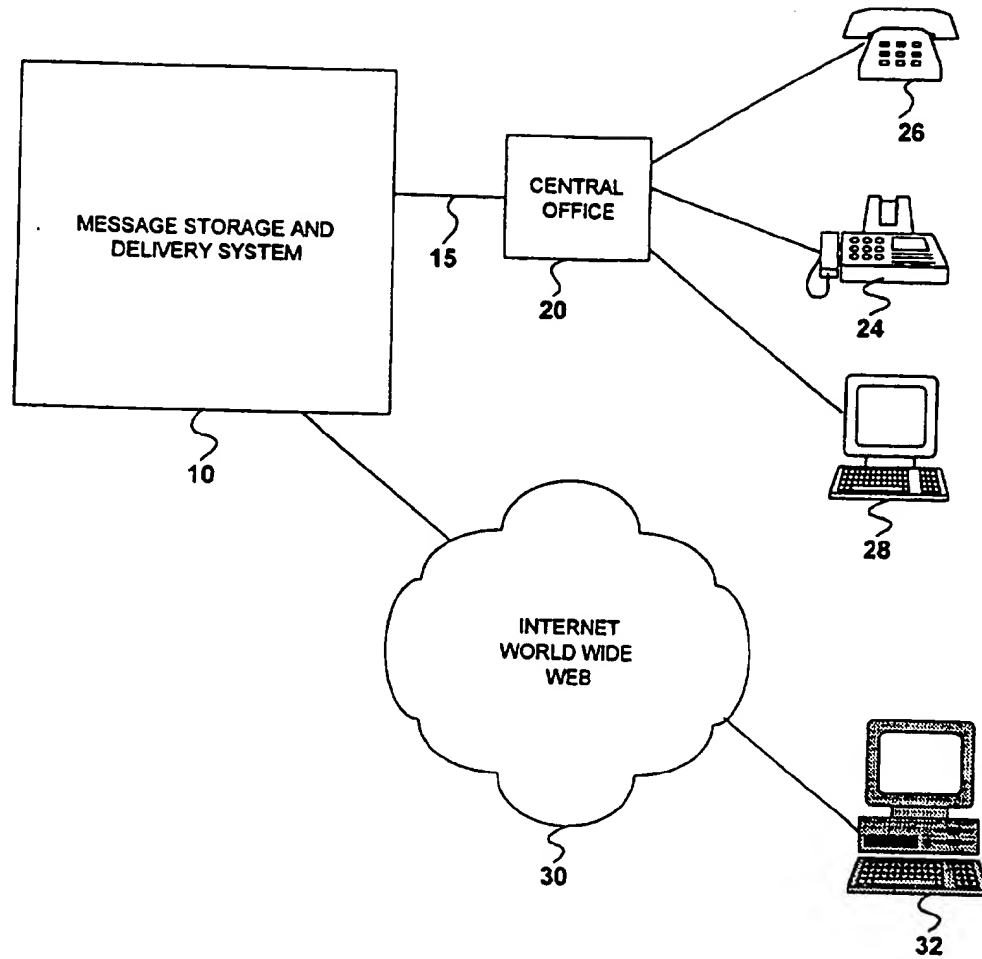 26
MESSAGE STORAGE AND
DELIVERY SYSTEM
CENTRAL
OFFICE
15
20
24
10
28
INTERNET
WORLD WIDE
WEB
30
32